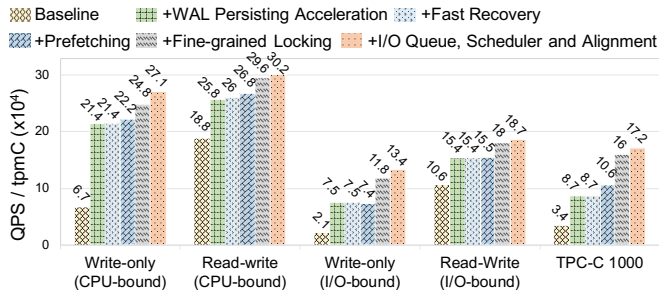 Baseline +WAL Persisting Acceleration +Fast Recovery
+Prefetching +Fine-grained Locking +I/O Queue, Scheduler and Alignment
QPS / tpmC (x10⁴)
30
20
10
0
6.7 21.4 21.4 22.2 24.8 27.1
18.8 25.8 26 26.8 29.6 30.2
2.1 7.5 7.5 7.4 11.8 13.4
10.6 15.4 15.4 15.5 18 18.7
3.4 8.7 8.7 10.6 16 17.2
Write-only (CPU-bound)
Read-write (CPU-bound)
Write-only (I/O-bound)
Read-Write (I/O-bound)
TPC-C 1000